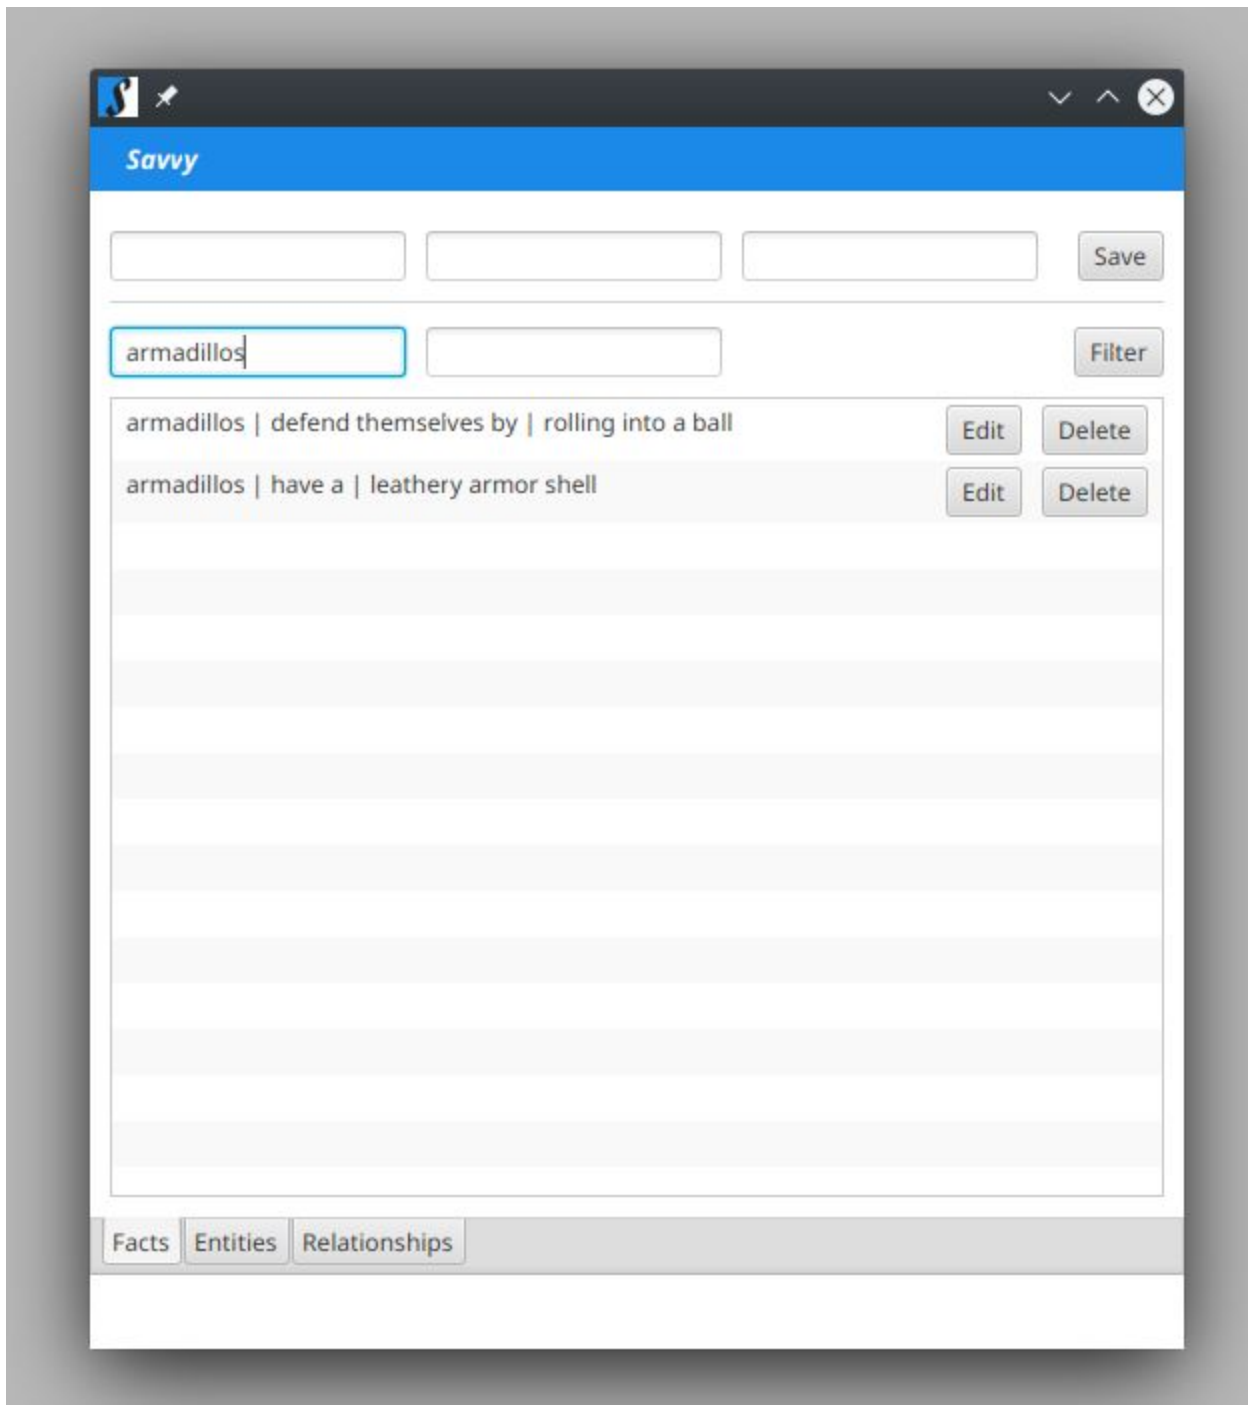 S
Savvy
Save
armadillos
Filter
armadillos | defend themselves by | rolling into a ball Edit Delete
armadillos | have a | leathery armor shell Edit Delete
Facts Entities Relationships